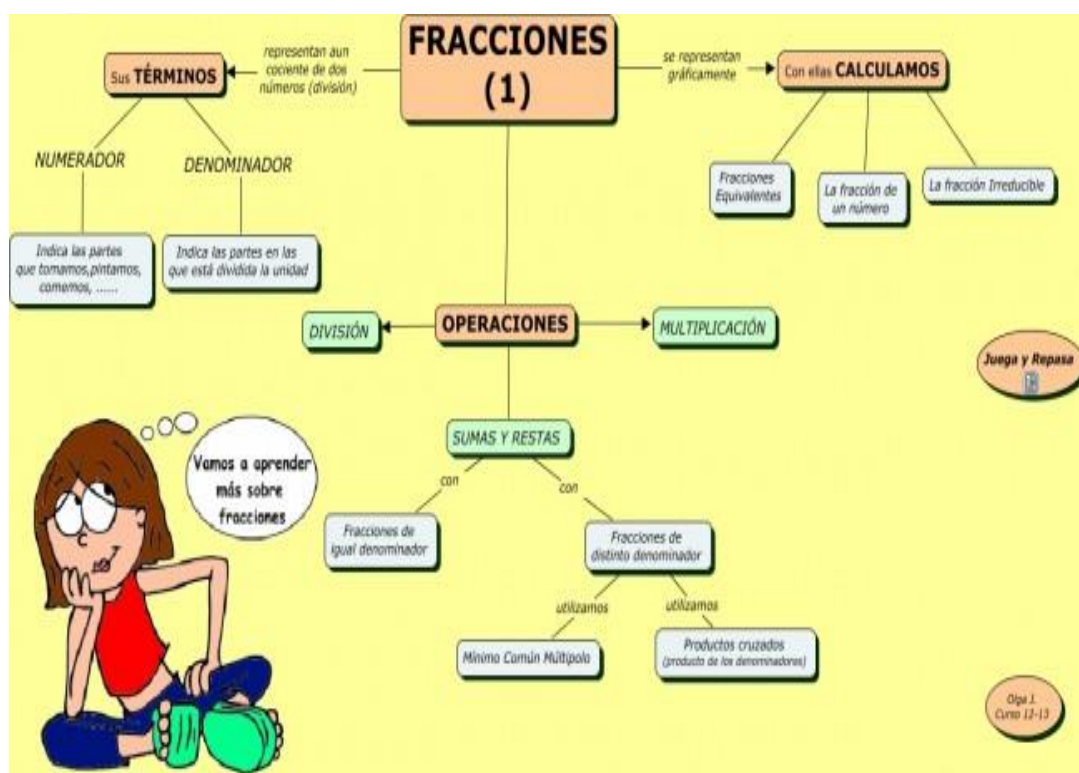 FRACCIONES
(1)
representan aun
cociente de dos
números (división)
Sus TÉRMINOS
NUMERADOR
DENOMINADOR
Indica las partes
que tomamos,pintamos,
comemos, ......
Indica las partes en las
que está dividida la unidad
se representan
gráficamente
Con ellas CALCULAMOS
Fracciones
Equivalentes
La fracción de
un número
La fracción Irreducible
OPERACIONES
DIVISIÓN
MULTIPLICACIÓN
SUMAS Y RESTAS
con
con
Fracciones de
igual denominador
Fracciones de
distinto denominador
utilizamos
utilizamos
Mínimo Común Múltipolo
Productos cruzados
(producto de los denominadores)
Juega y Repasa
Vamos a aprender
más sobre
fracciones
Olga I.
Curso 12-13